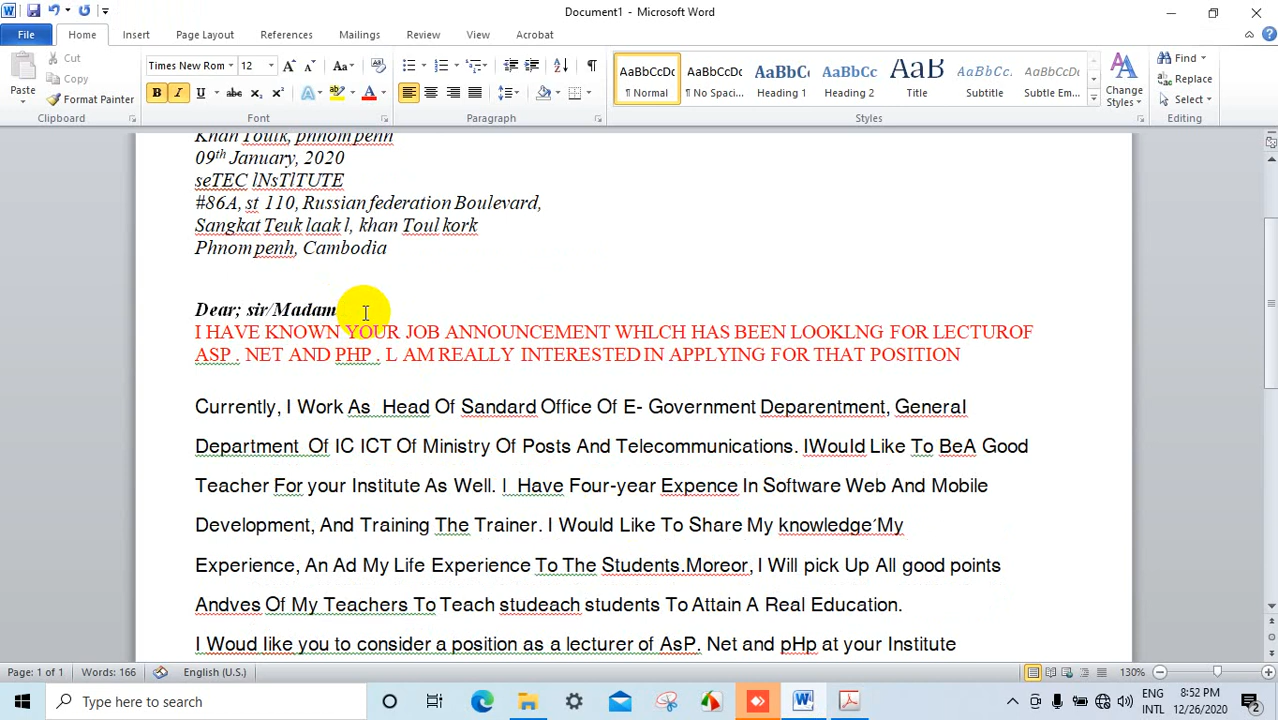 Document1 - Microsoft Word
File Home Insert Page Layout References Mailings Review View Acrobat
Paste
Cut
Copy
Format Painter
Clipboard
Times New Rom 12
Font
Paragraph
AaBbCcDc
¶ Normal
AaBbCcDc
¶ No Spaci...
AaBbCc
Heading 1
AaBbCc
Heading 2
AaB
Title
AaBbCc.
Subtitle
AaBbCcDc
Subtle Em...
Change
Styles
Styles
Find
Replace
Select
Editing
Khan Toulk, phnom penh
09th January, 2020
seTEC lNsTlTUTE
#86A, st 110, Russian federation Boulevard,
Sangkat Teuk laak l, khan Toul kork
Phnom penh, Cambodia
Dear; sir/Madam
I HAVE KNOWN YOUR JOB ANNOUNCEMENT WHLCH HAS BEEN LOOKLNG FOR LECTUROF
ASP . NET AND PHP . L AM REALLY INTERESTED IN APPLYING FOR THAT POSITION
Currently, I Work As  Head Of Sandard Office Of E- Government Deparentment, General
Department  Of IC ICT Of Ministry Of Posts And Telecommunications. IWould Like To BeA Good
Teacher For your Institute As Well. I  Have Four-year Expence In Software Web And Mobile
Development, And Training The Trainer. I Would Like To Share My knowledge′My
Experience, An Ad My Life Experience To The Students.Moreor, I Will pick Up All good points
Andves Of My Teachers To Teach studeach students To Attain A Real Education.
I Woud like you to consider a position as a lecturer of AsP. Net and pHp at your Institute
Page: 1 of 1 Words: 166 English (U.S.) 130%
Type here to search
ENG
INTL
8:52 PM
12/26/2020
2